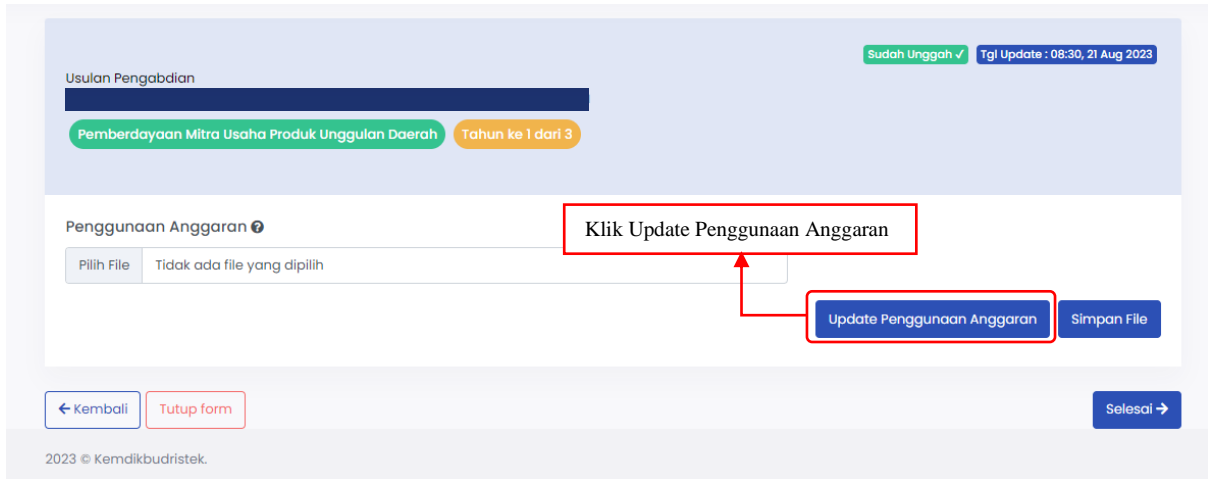 Sudah Unggah ✓ Tgl Update : 08:30, 21 Aug 2023
Usulan Pengabdian
Pemberdayaan Mitra Usaha Produk Unggulan Daerah Tahun ke 1 dari 3
Penggunaan Anggaran
Klik Update Penggunaan Anggaran
Pilih File Tidak ada file yang dipilih
Update Penggunaan Anggaran Simpan File
← Kembali Tutup form Selesai →
2023 © Kemdikbudristek.